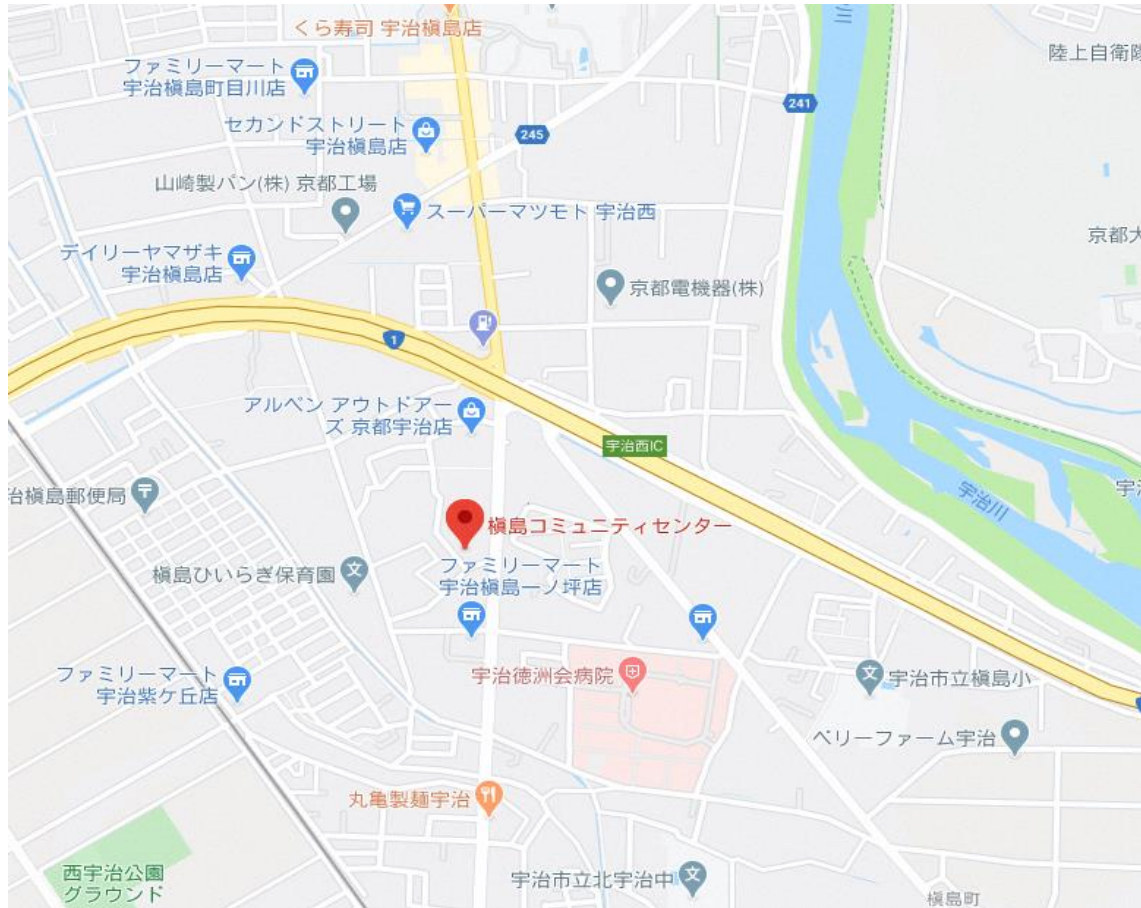 くら寿司 宇治槇島店
ファミリーマート
宇治槇島町目川店
陸上自衛隊
241
セカンドストリート
宇治槇島店
245
山崎製パン(株) 京都工場
スーパーマツモト 宇治西
京都大
デイリーヤマザキ
宇治槇島店
京都電機器(株)
1
アルペン アウトドアー
ズ 京都宇治店
宇治西IC
治槇島郵便局
宇治川
槇島コミュニティセンター
ファミリーマート
宇治槇島一ノ坪店
槇島ひいらぎ保育園
文
宇治徳洲会病院
ファミリーマート
宇治紫ケ丘店
文
宇治市立槇島小
ベリーファーム宇治
丸亀製麺宇治
西宇治公園
グラウンド
宇治市立北宇治中
文
槇島町